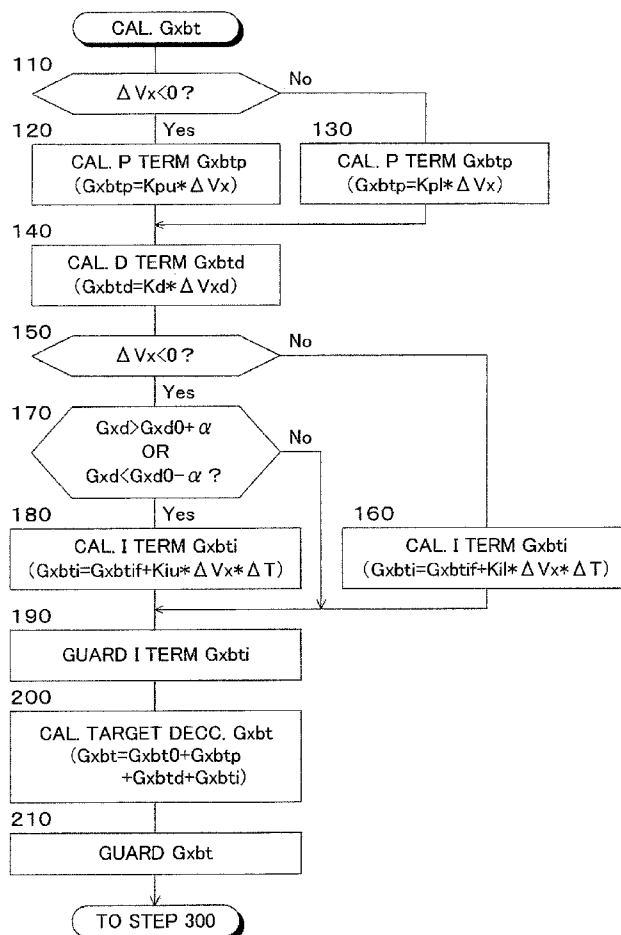 CAL. Gxbt
110
ΔVx<0 ?
No
Yes
120
CAL. P TERM Gxbtp
(Gxbtp=Kpu*ΔVx)
130
CAL. P TERM Gxbtp
(Gxbtp=Kpl*ΔVx)
140
CAL. D TERM Gxbtd
(Gxbtd=Kd*ΔVxd)
150
ΔVx<0 ?
No
Yes
170
Gxd>Gxd0+α
OR
Gxd<Gxd0-α ?
No
Yes
180
CAL. I TERM Gxbti
(Gxbti=Gxbtif+Kiu*ΔVx*ΔT)
160
CAL. I TERM Gxbti
(Gxbti=Gxbtif+Kil*ΔVx*ΔT)
190
GUARD I TERM Gxbti
200
CAL. TARGET DECC. Gxbt
(Gxbt=Gxbt0+Gxbtp
+Gxbtd+Gxbti)
210
GUARD Gxbt
TO STEP 300